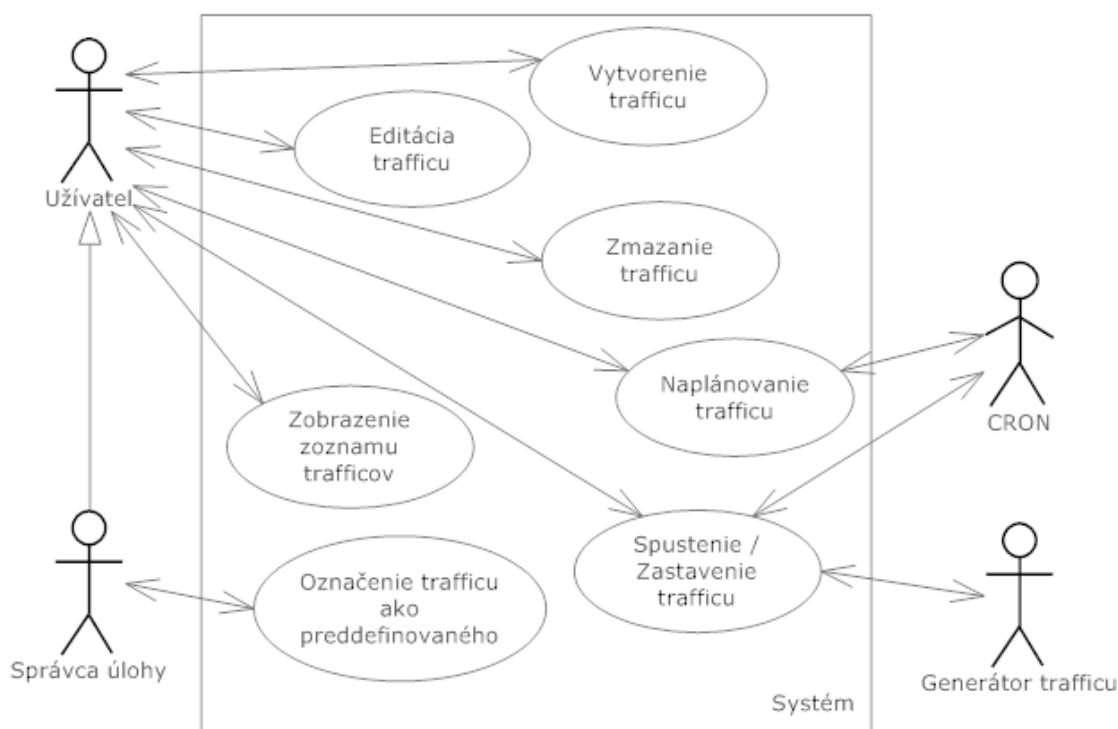 Vytvorenie
trafficu
Editácia
trafficu
Užívatel
Zmazanie
trafficu
Naplánovanie
trafficu
CRON
Zobrazenie
zoznamu
trafficov
Spustenie /
Zastavenie
trafficu
Označenie trafficu
ako
preddefinovaného
Správca úlohy
Generátor trafficu
Systém